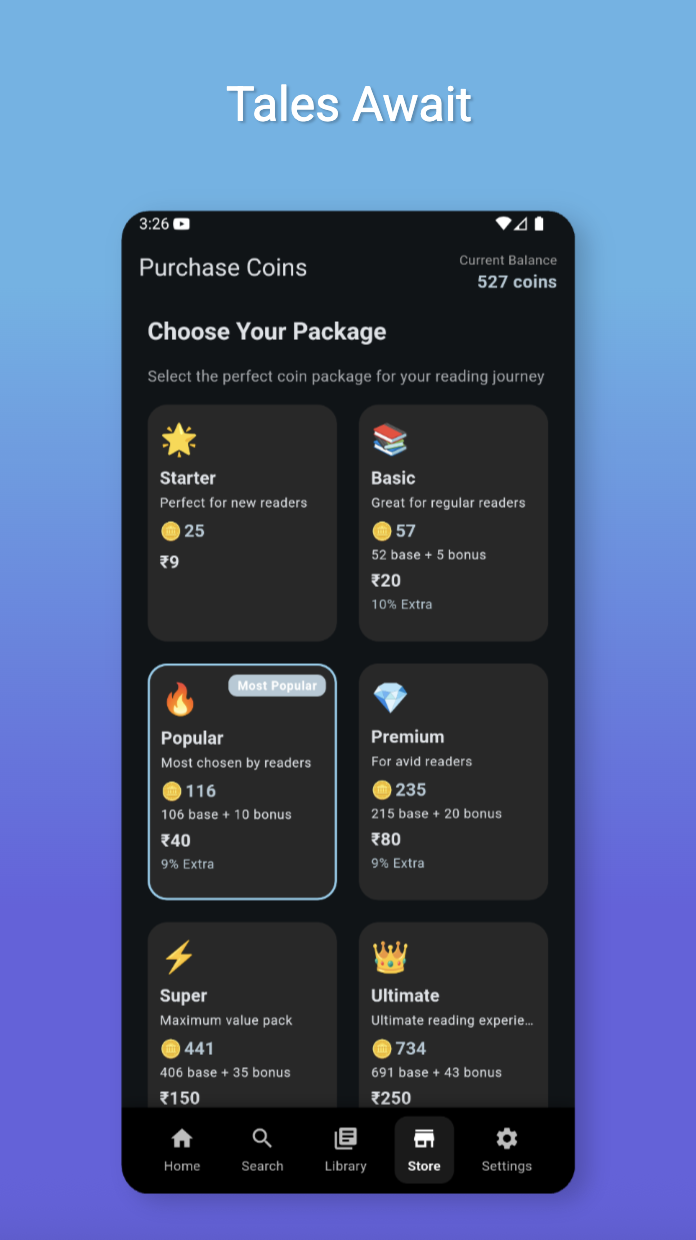 Tales Await
3:26
Purchase Coins
Current Balance
527 coins
Choose Your Package
Select the perfect coin package for your reading journey
Starter
Perfect for new readers
25
₹9
Basic
Great for regular readers
57
52 base + 5 bonus
₹20
10% Extra
Most Popular
Popular
Most chosen by readers
116
106 base + 10 bonus
₹40
9% Extra
Premium
For avid readers
235
215 base + 20 bonus
₹80
9% Extra
Super
Maximum value pack
441
406 base + 35 bonus
₹150
Ultimate
Ultimate reading experie…
734
691 base + 43 bonus
₹250
Home
Search
Library
Store
Settings